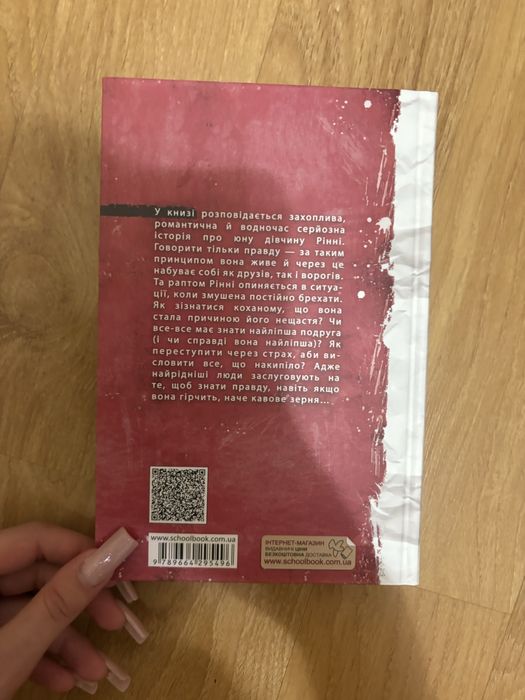 У книзі розповідається захоплива,
романтична й водночас серйозна
історія про юну дівчину Рінні.
Говорити тільки правду — за таким
принципом вона живе й через це
набуває собі як друзів, так і ворогів.
Та раптом Рінні опиняється в ситуа-
ції, коли змушена постійно брехати.
Як зізнатися коханому, що вона
стала причиною його нещастя? Чи
все-все має знати найліпша подруга
(і чи справді вона найліпша)? Як
переступити через страх, аби ви-
словити все, що накипіло? Адже
найрідніші люди заслуговують на
те, щоб знати правду, навіть якщо
вона гірчить, наче кавове зерня...
www.schoolbook.com.ua
9 789664 295496
ІНТЕРНЕТ-МАГАЗИН
ВИДАВНИЧІ ЦІНИ
БЕЗКОШТОВНА ДОСТАВКА
www.schoolbook.com.ua